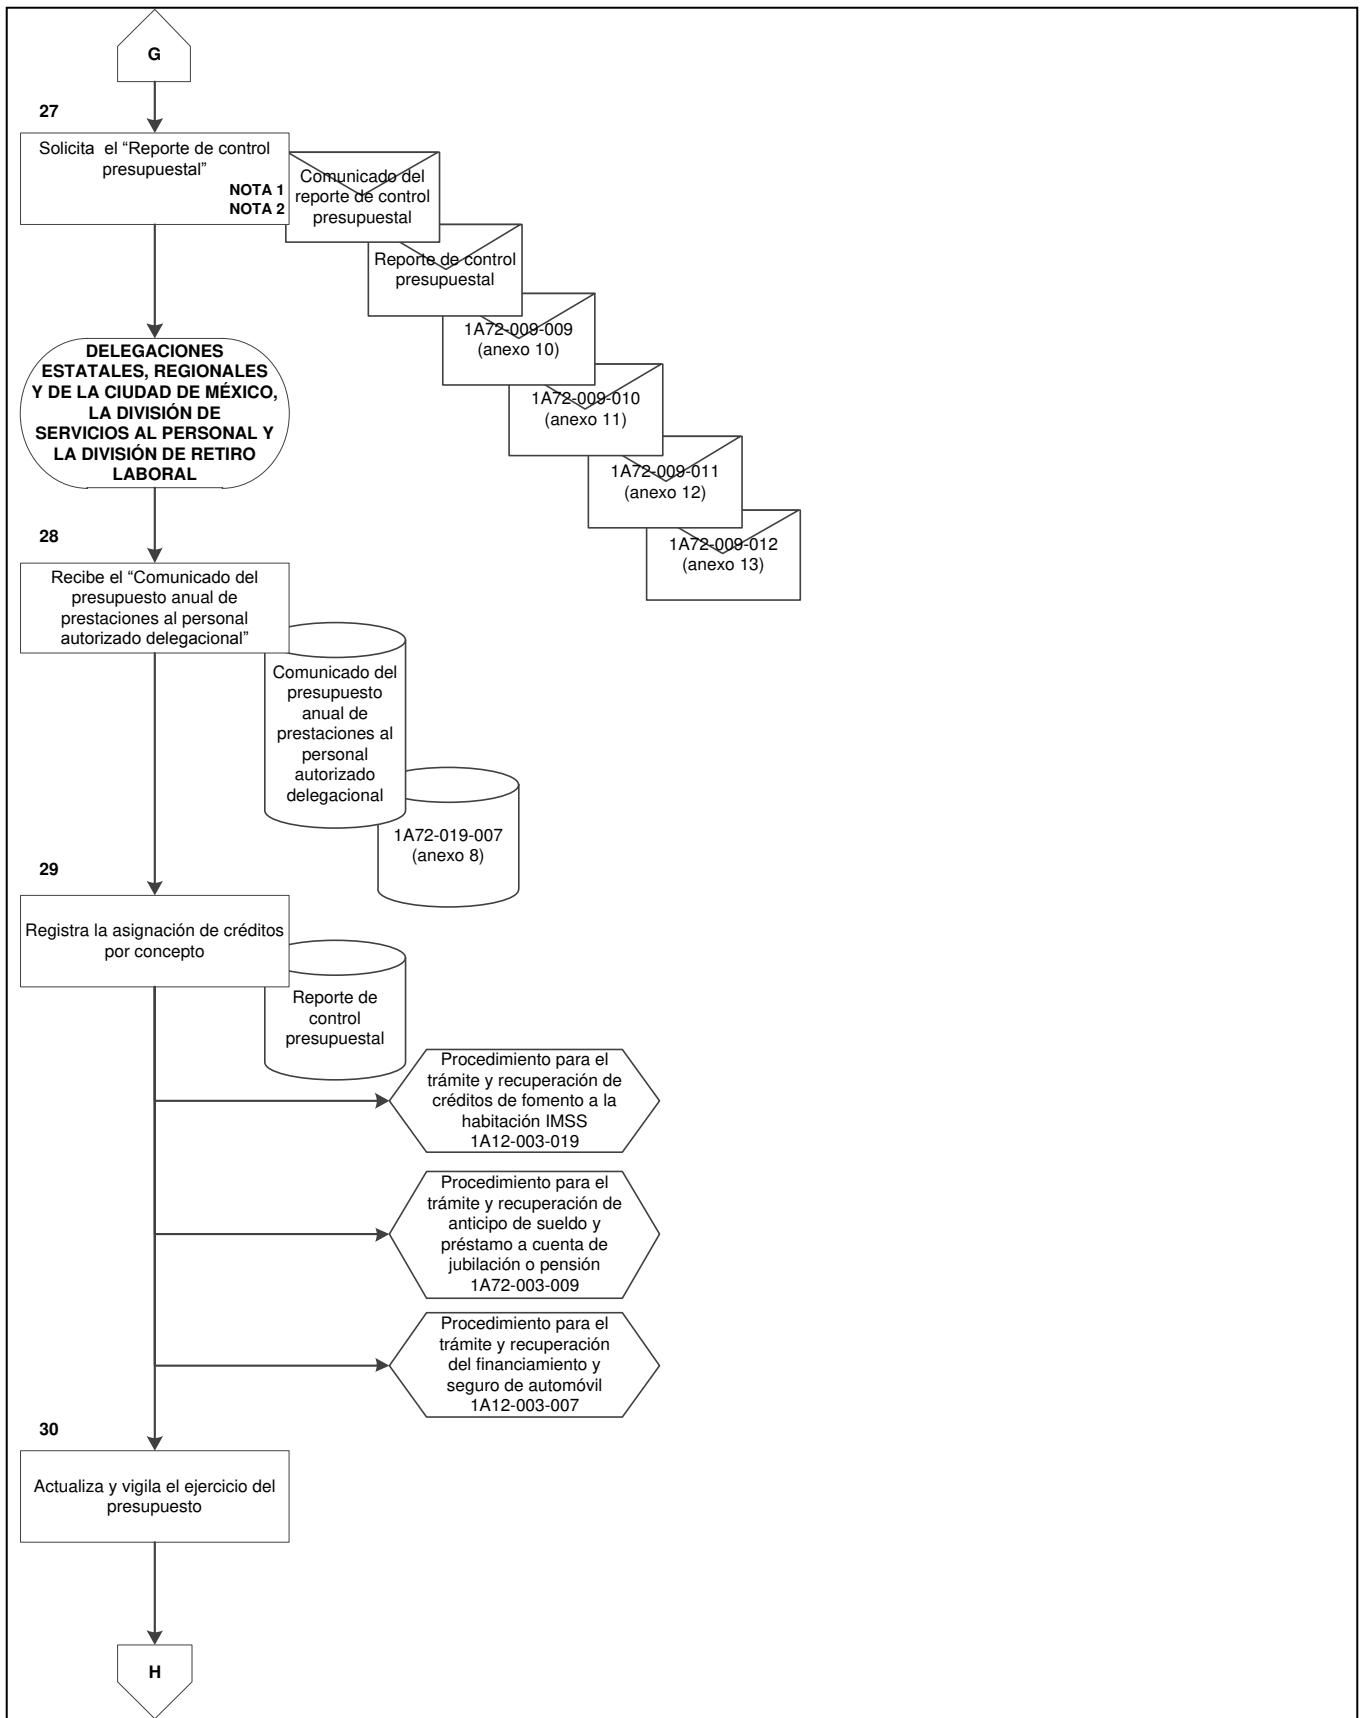 G
27
Solicita el “Reporte de control
presupuestal”
NOTA 1
NOTA 2
Comunicado del
reporte de control
presupuestal
Reporte de control
presupuestal
1A72-009-009
(anexo 10)
1A72-009-010
(anexo 11)
1A72-009-011
(anexo 12)
1A72-009-012
(anexo 13)
DELEGACIONES
ESTATALES, REGIONALES
Y DE LA CIUDAD DE MÉXICO,
LA DIVISIÓN DE
SERVICIOS AL PERSONAL Y
LA DIVISIÓN DE RETIRO
LABORAL
28
Recibe el “Comunicado del
presupuesto anual de
prestaciones al personal
autorizado delegacional”
Comunicado del
presupuesto
anual de
prestaciones al
personal
autorizado
delegacional
1A72-019-007
(anexo 8)
29
Registra la asignación de créditos
por concepto
Reporte de
control
presupuestal
Procedimiento para el
trámite y recuperación de
créditos de fomento a la
habitación IMSS
1A12-003-019
Procedimiento para el
trámite y recuperación de
anticipo de sueldo y
préstamo a cuenta de
jubilación o pensión
1A72-003-009
Procedimiento para el
trámite y recuperación
del financiamiento y
seguro de automóvil
1A12-003-007
30
Actualiza y vigila el ejercicio del
presupuesto
H